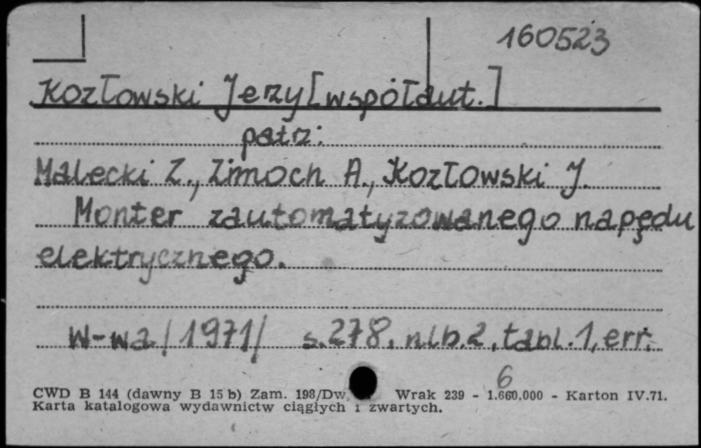 160523
Kozłowski Jerzy [współaut.]
patrz:
Malecki Z., Zimoch A., Kozłowski J.
Monter zautomatyzowanego napędu
elektrycznego.
W-wa /1971/ s. 278, nlb. 2, tabl. 1, err.
6
CWD B 144 (dawny B 15 b) Zam. 198/Dw. Wrak 239 - 1.660.000 - Karton IV.71.
Karta katalogowa wydawnictw ciągłych i zwartych.